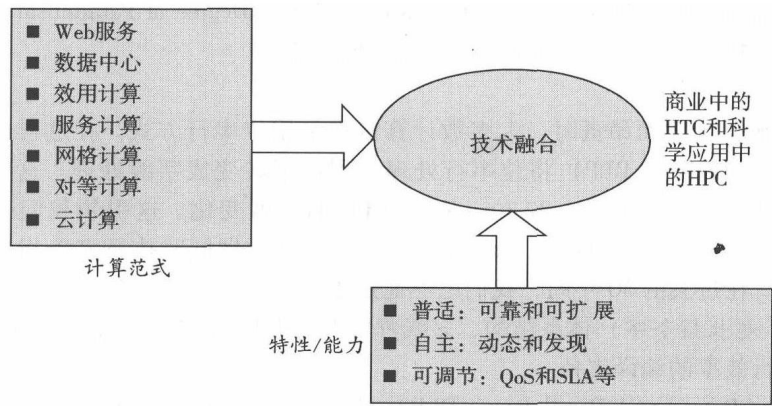 Web服务
数据中心
效用计算
服务计算
网格计算
对等计算
云计算
计算范式
技术融合
商业中的
HTC和科
学应用中
的HPC
特性/能力
普适：可靠和可扩展
自主：动态和发现
可调节：QoS和SLA等